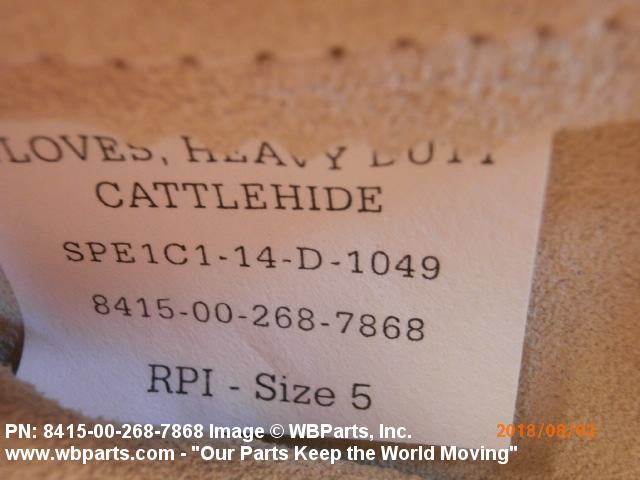 LOVES, HEAVY DUTY
CATTLEHIDE
SPE1C1-14-D-1049
8415-00-268-7868
RPI - Size 5
PN: 8415-00-268-7868 Image © WBParts, Inc.
2018/08/02
www.wbparts.com - "Our Parts Keep the World Moving"